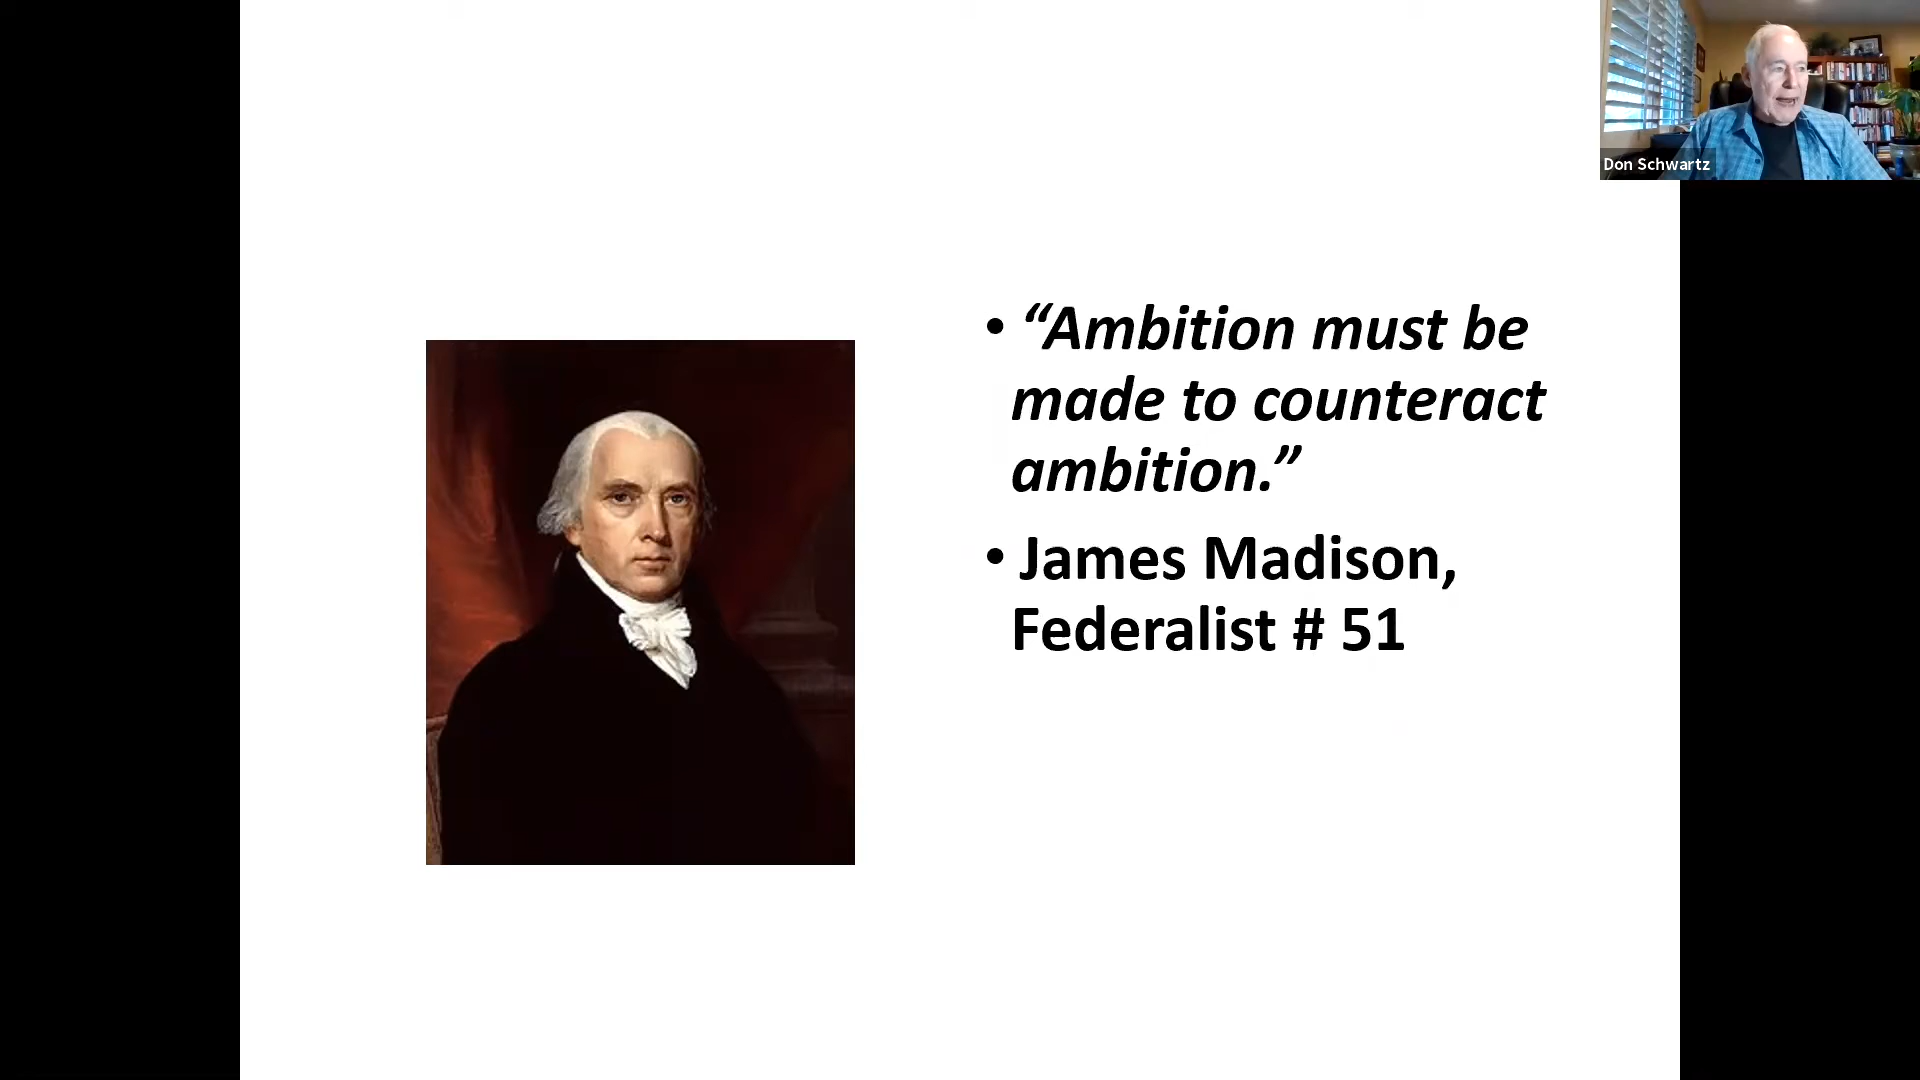 Don Schwartz
• “Ambition must be
made to counteract
ambition.”
• James Madison,
Federalist # 51